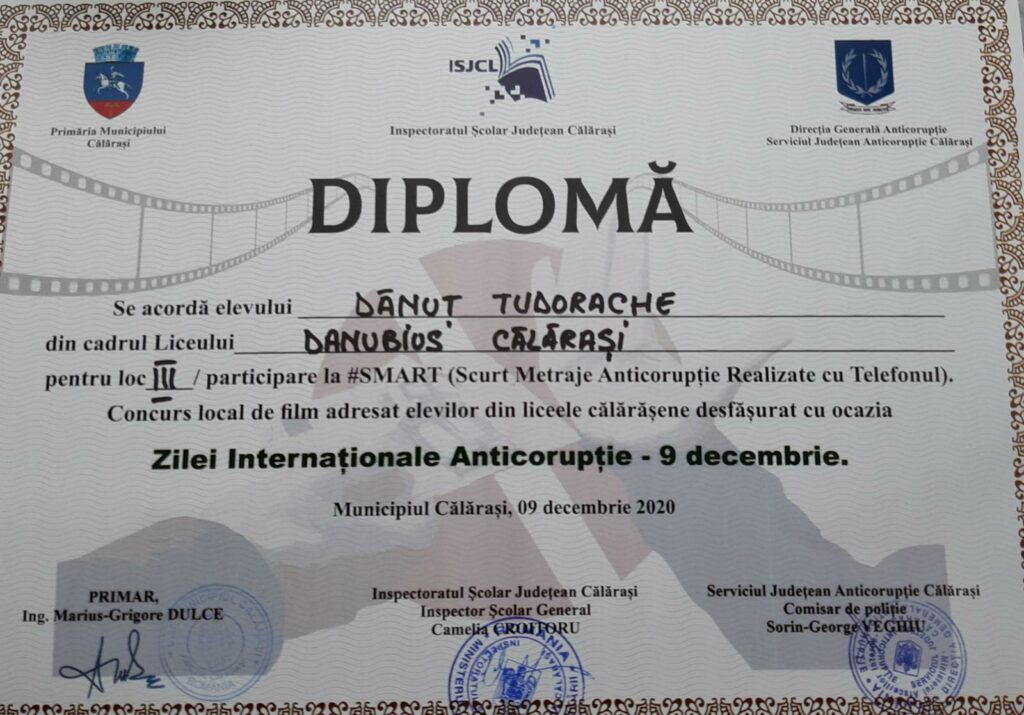 ISJCL
Primăria Municipiului
Călărași
Inspectoratul Școlar Județean Călărași
Direcția Generală Anticorupție
Serviciul Județean Anticorupție Călărași
DIPLOMĂ
Se acordă elevului DĂNUȚ TUDORACHE
din cadrul Liceului DANUBIUS CĂLĂRAȘI
pentru loc III / participare la #SMART (Scurt Metraje Anticorupție Realizate cu Telefonul).
Concurs local de film adresat elevilor din liceele călărășene desfășurat cu ocazia
Zilei Internaționale Anticorupție - 9 decembrie.
Municipiul Călărași, 09 decembrie 2020
PRIMAR,
Ing. Marius-Grigore DULCE
Inspectoratul Școlar Județean Călărași
Inspector Școlar General
Camelia CROITORU
Serviciul Județean Anticorupție Călărași
Comisar de poliție
Sorin-George VEGHIU
ROMÂNIA